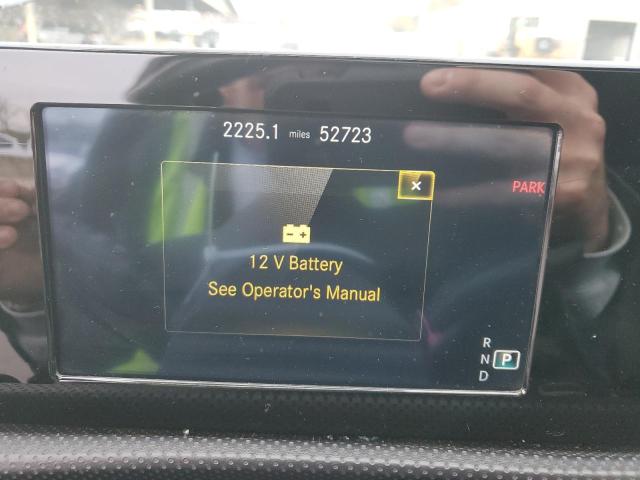 2225.1 miles 52723
×
PARK
12 V Battery
See Operator's Manual
R
N P
D